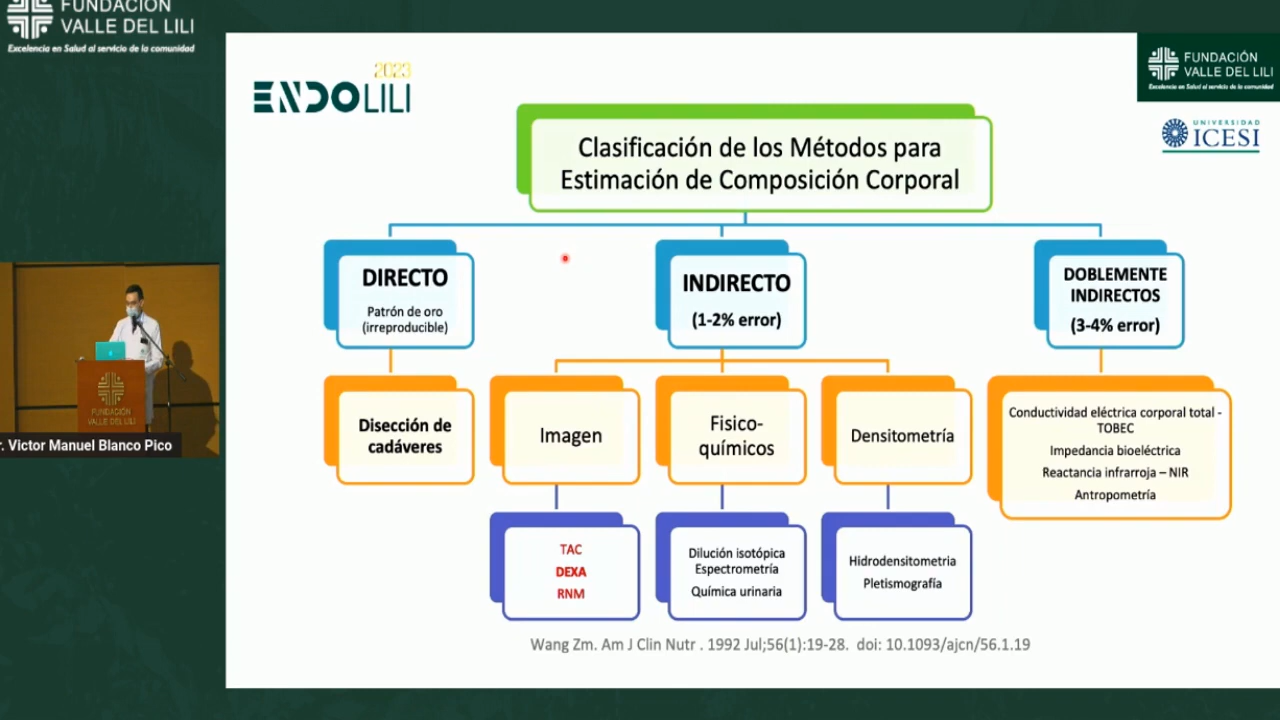 FUNDACIÓN
VALLE DEL LILI
Excelencia en Salud al servicio de la comunidad
2023
ENDOLILI
FUNDACIÓN
VALLE DEL LILI
Excelencia en Salud al servicio de la comunidad
UNIVERSIDAD
ICESI
Clasificación de los Métodos para
Estimación de Composición Corporal
DIRECTO
Patrón de oro
(irreproducible)
INDIRECTO
(1-2% error)
DOBLEMENTE
INDIRECTOS
(3-4% error)
Disección de
cadáveres
Imagen
Fisico-
químicos
Densitometría
Conductividad eléctrica corporal total -
TOBEC
Impedancia bioeléctrica
Reactancia infrarroja – NIR
Antropometría
TAC
DEXA
RNM
Dilución isotópica
Espectrometría
Química urinaria
Hidrodensitometria
Pletismografía
Wang Zm. Am J Clin Nutr . 1992 Jul;56(1):19-28. doi: 10.1093/ajcn/56.1.19
FUNDACIÓN
VALLE DEL LILI
r. Victor Manuel Blanco Pico